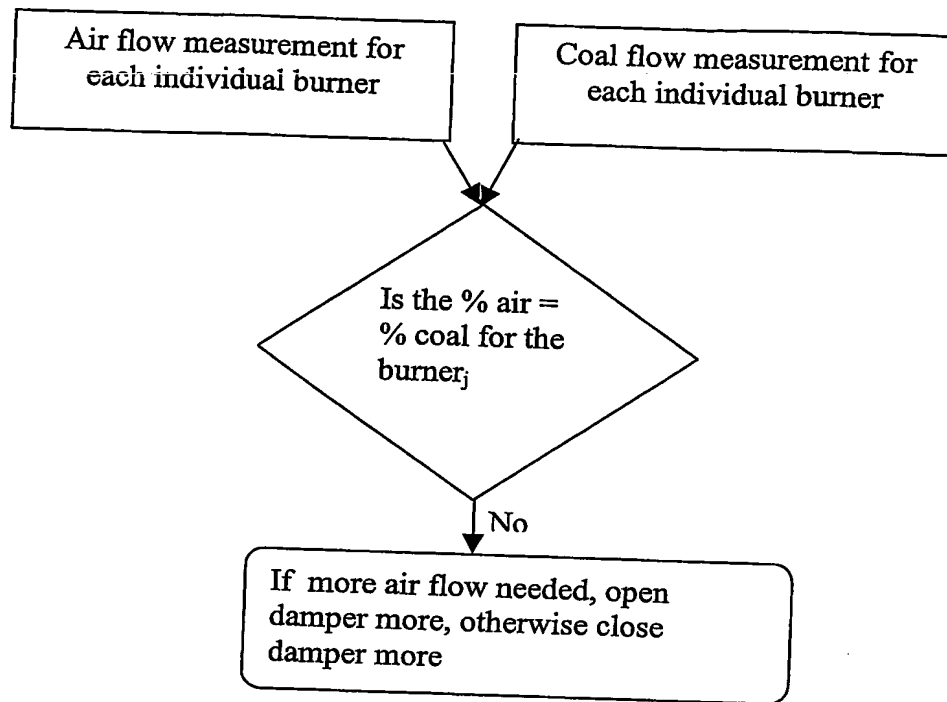 Air flow measurement for
each individual burner
Coal flow measurement for
each individual burner
Is the % air =
% coal for the
burnerj
No
If more air flow needed, open
damper more, otherwise close
damper more